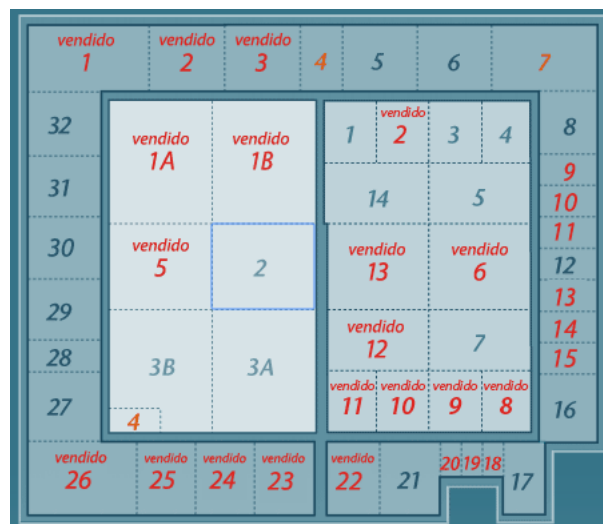 vendido vendido vendido
1 2 3 4 5 6 7
32 8
31 9
10
30 11
12
29 13
28 14
15
27 16
vendido vendido
1A 1B
vendido
5 2
3B 3A
4
vendido
1 2 3 4
14 5
vendido vendido
13 6
vendido
12 7
vendido vendido vendido vendido
11 10 9 8
vendido vendido vendido vendido vendido
26 25 24 23 22 21 20 19 18 17